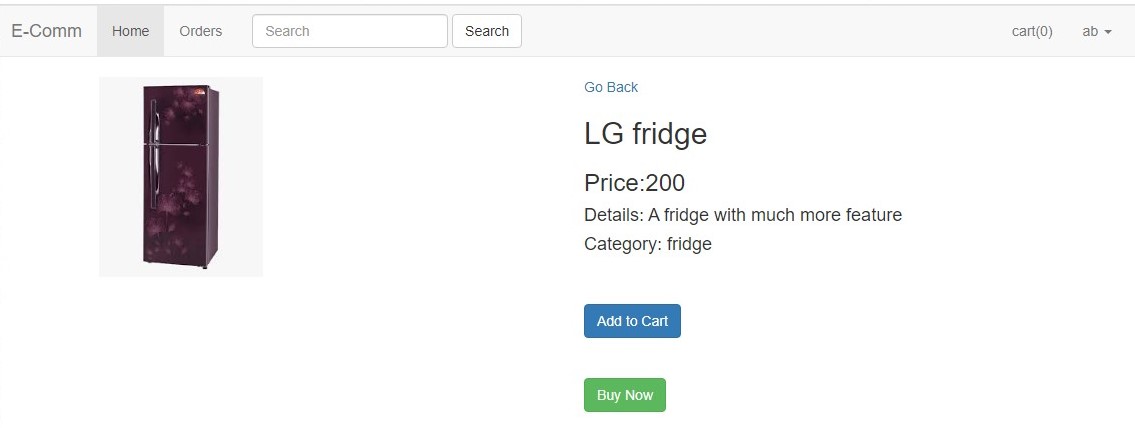 E-Comm Home Orders Search Search cart(0) ab
Go Back
LG fridge
Price:200
Details: A fridge with much more feature
Category: fridge
Add to Cart
Buy Now